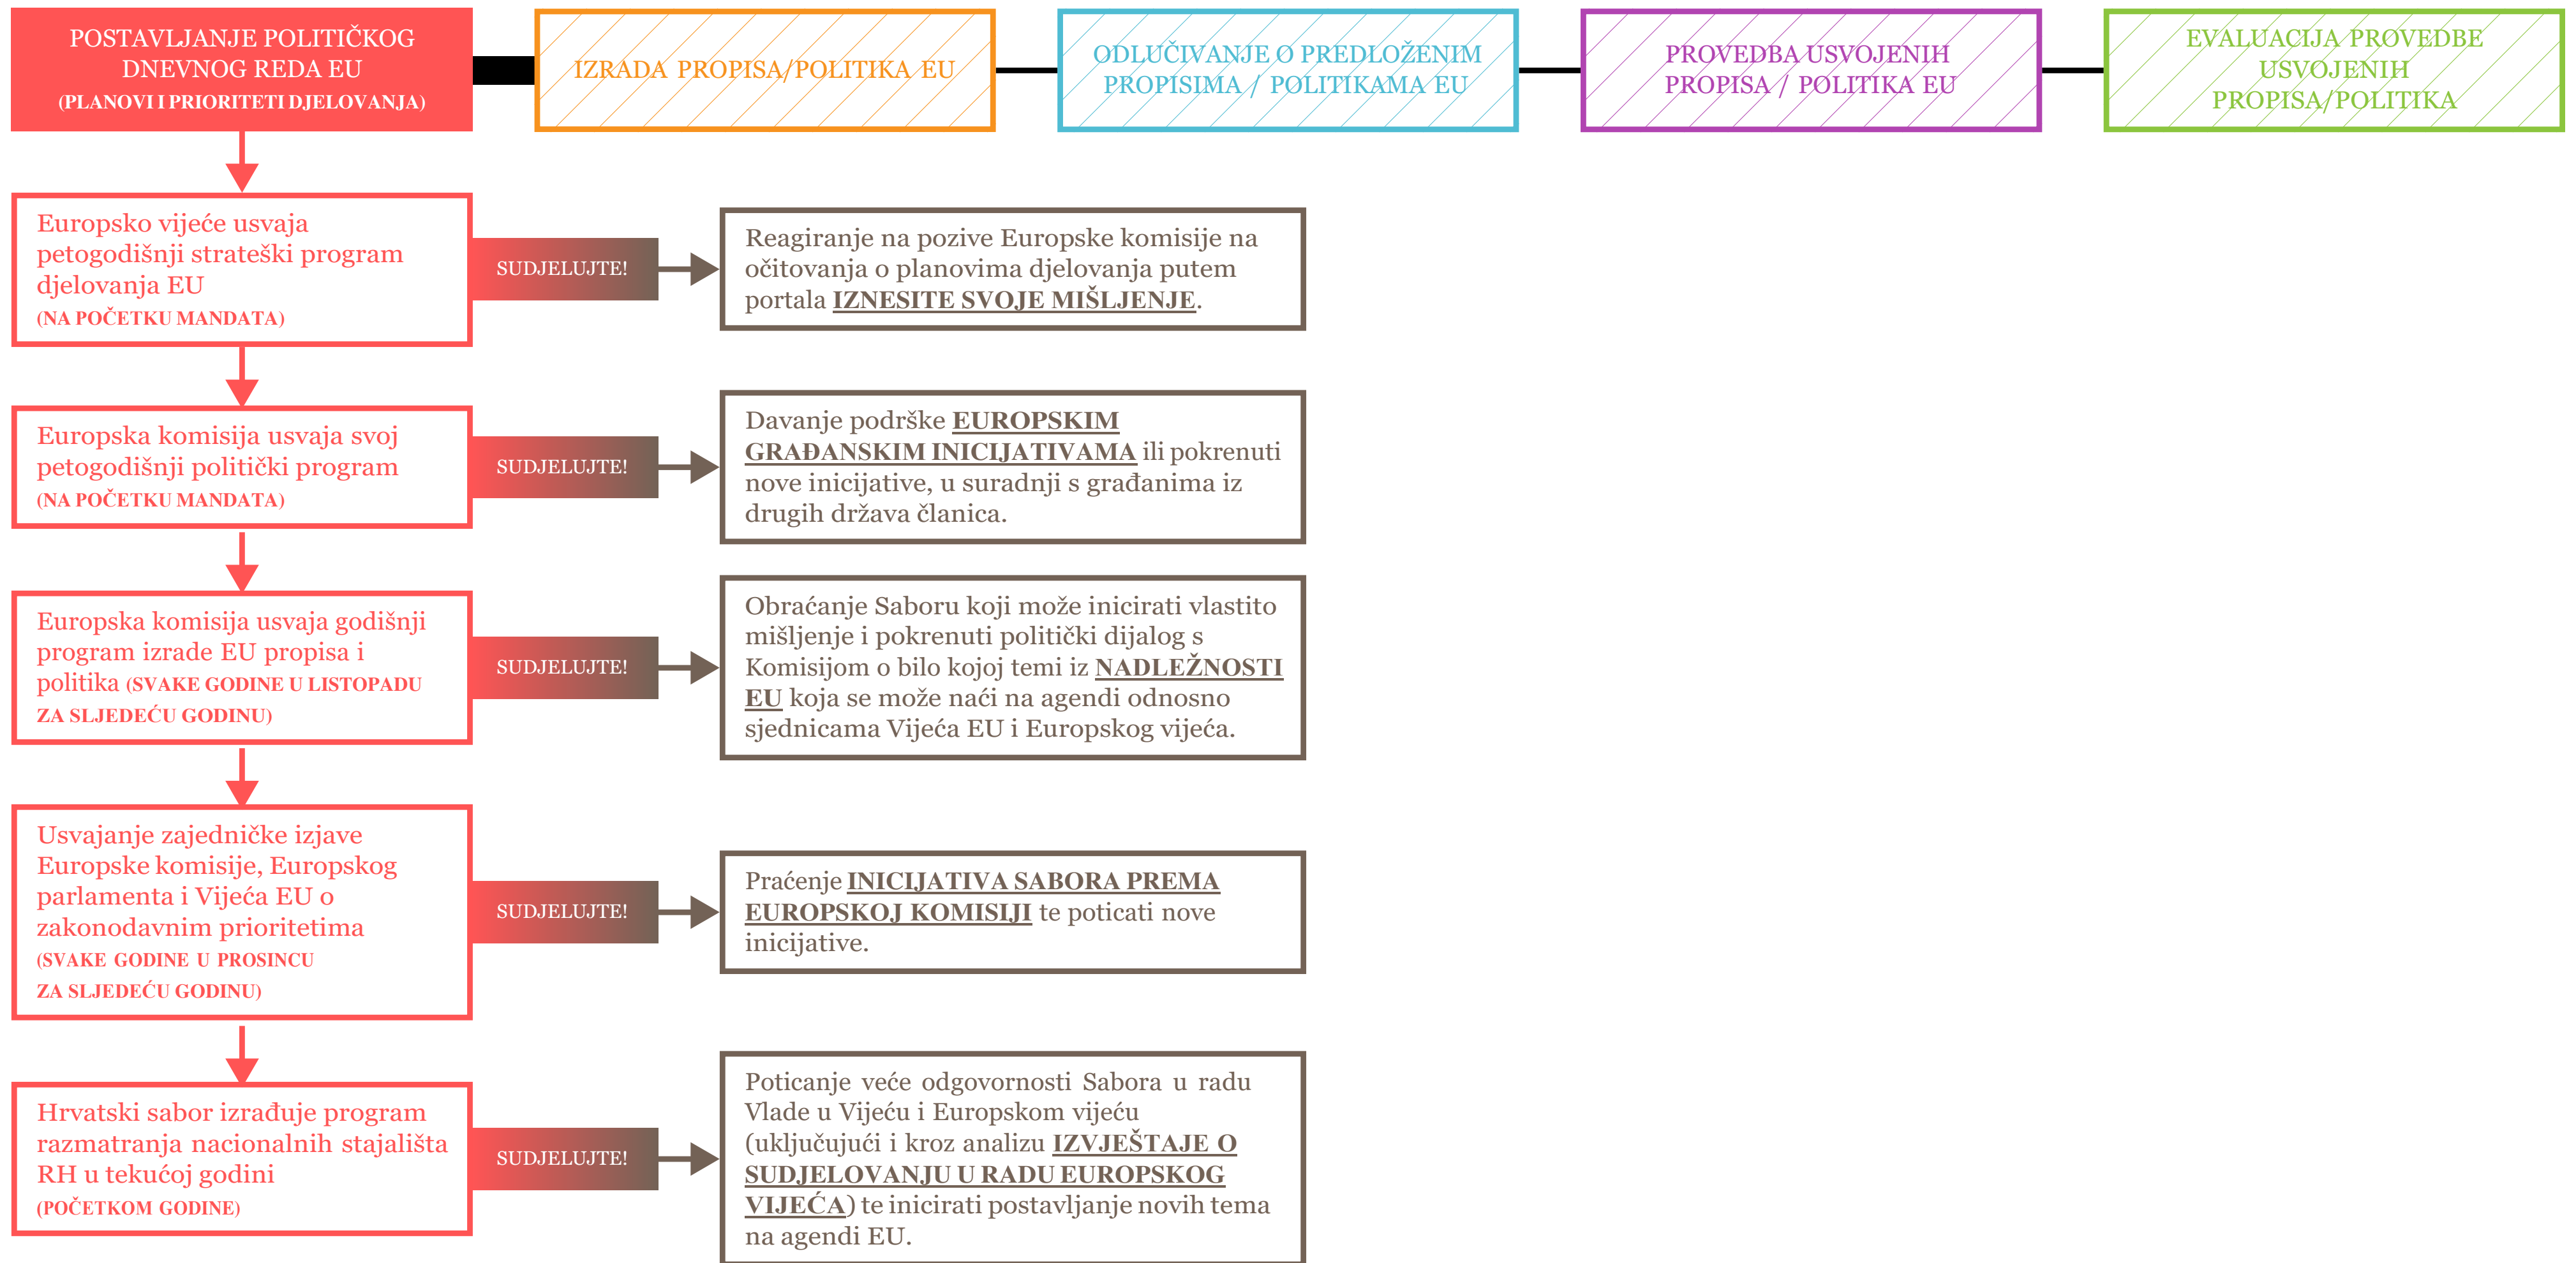 POSTAVLJANJE POLITIČKOG
DNEVNOG REDA EU
(PLANOVI I PRIORITETI DJELOVANJA)
IZRADA PROPISA/POLITIKA EU
ODLUČIVANJE O PREDLOŽENIM
PROPISIMA / POLITIKAMA EU
PROVEDBA USVOJENIH
PROPISA / POLITIKA EU
EVALUACIJA PROVEDBE
USVOJENIH
PROPISA/POLITIKA
Europsko vijeće usvaja
petogodišnji strateški program
djelovanja EU
(NA POČETKU MANDATA)
SUDJELUJTE!
Reagiranje na pozive Europske komisije na
očitovanja o planovima djelovanja putem
portala IZNESITE SVOJE MIŠLJENJE.
Europska komisija usvaja svoj
petogodišnji politički program
(NA POČETKU MANDATA)
SUDJELUJTE!
Davanje podrške EUROPSKIM
GRAĐANSKIM INICIJATIVAMA ili pokrenuti
nove inicijative, u suradnji s građanima iz
drugih država članica.
Europska komisija usvaja godišnji
program izrade EU propisa i
politika (SVAKE GODINE U LISTOPADU
ZA SLJEDEĆU GODINU)
SUDJELUJTE!
Obraćanje Saboru koji može inicirati vlastito
mišljenje i pokrenuti politički dijalog s
Komisijom o bilo kojoj temi iz NADLEŽNOSTI
EU koja se može naći na agendi odnosno
sjednicama Vijeća EU i Europskog vijeća.
Usvajanje zajedničke izjave
Europske komisije, Europskog
parlamenta i Vijeća EU o
zakonodavnim prioritetima
(SVAKE GODINE U PROSINCU
ZA SLJEDEĆU GODINU)
SUDJELUJTE!
Praćenje INICIJATIVA SABORA PREMA
EUROPSKOJ KOMISIJI te poticati nove
inicijative.
Hrvatski sabor izrađuje program
razmatranja nacionalnih stajališta
RH u tekućoj godini
(POČETKOM GODINE)
SUDJELUJTE!
Poticanje veće odgovornosti Sabora u radu
Vlade u Vijeću i Europskom vijeću
(uključujući i kroz analizu IZVJEŠTAJE O
SUDJELOVANJU U RADU EUROPSKOG
VIJEĆA) te inicirati postavljanje novih tema
na agendi EU.